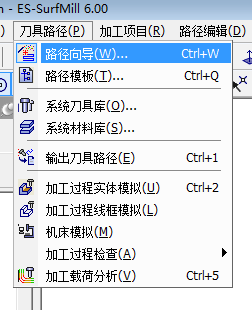 n - ES-SurfMill 6.00
刀具路径(P) 加工项目(R) 路径编辑(D)
路径向导(W)... Ctrl+W
路径模板(T)... Ctrl+Q
系统刀具库(O)...
系统材料库(S)...
输出刀具路径(E) Ctrl+1
加工过程实体模拟(U) Ctrl+2
加工过程线框模拟(L)
机床模拟(M)
加工过程检查(A)
加工载荷分析(V) Ctrl+5